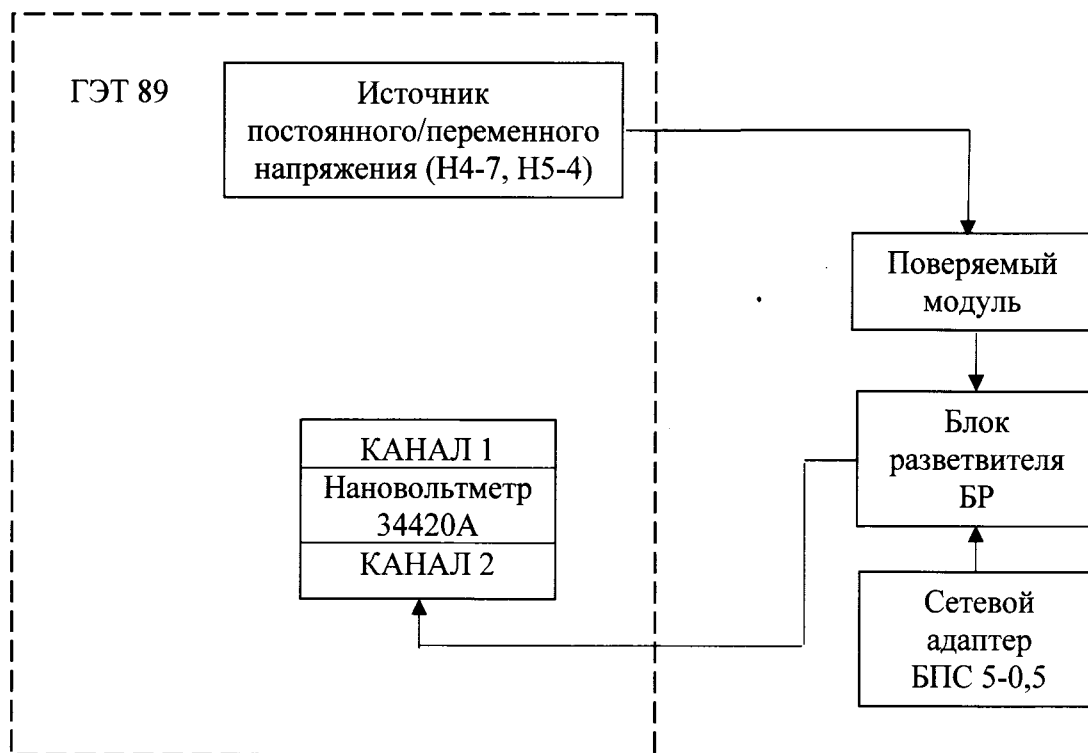 ГЭТ 89
Источник
постоянного/переменного
напряжения (Н4-7, Н5-4)
Поверяемый
модуль
КАНАЛ 1
Нановольтметр
34420А
КАНАЛ 2
Блок
разветвителя
БР
Сетевой
адаптер
БПС 5-0,5